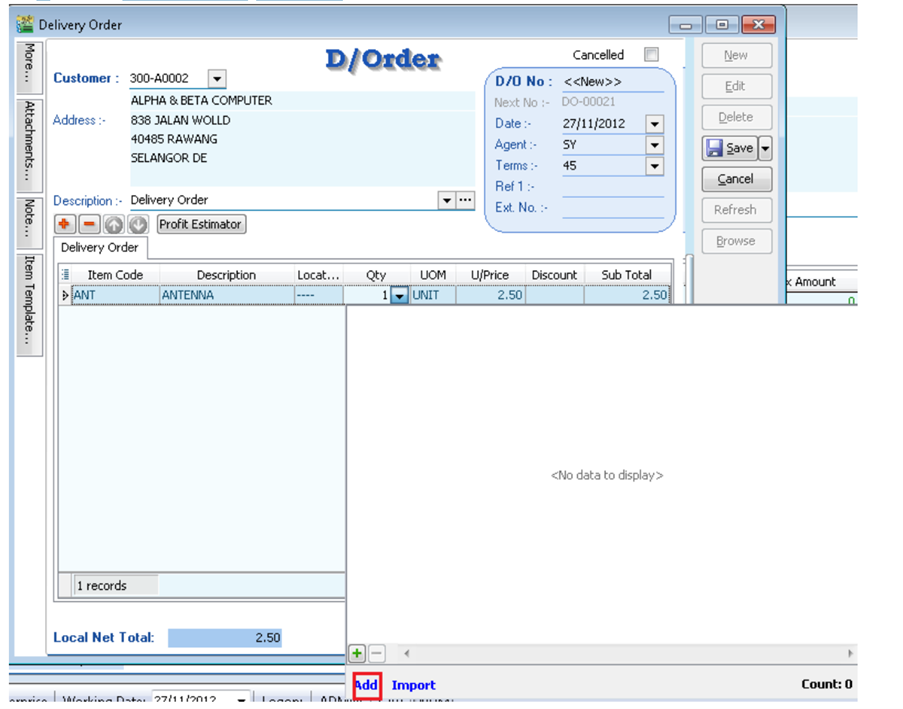 Delivery Order
More...
Attachments...
Note...
Item Template...
D/Order
Cancelled
Customer : 300-A0002
ALPHA & BETA COMPUTER
Address :- 838 JALAN WOLLD
40485 RAWANG
SELANGOR DE
D/O No : <<New>>
Next No :- DO-00021
Date :- 27/11/2012
Agent :- SY
Terms :- 45
Ref 1 :-
Ext. No. :-
Description :- Delivery Order
Profit Estimator
Delivery Order
Item Code Description Locat... Qty UOM U/Price Discount Sub Total
ANT ANTENNA ---- 1 UNIT 2.50 2.50
New
Edit
Delete
Save
Cancel
Refresh
Browse
x Amount
0
<No data to display>
1 records
Local Net Total: 2.50
Add Import Count: 0
erprise Working Date: 27/11/2012 Logon: